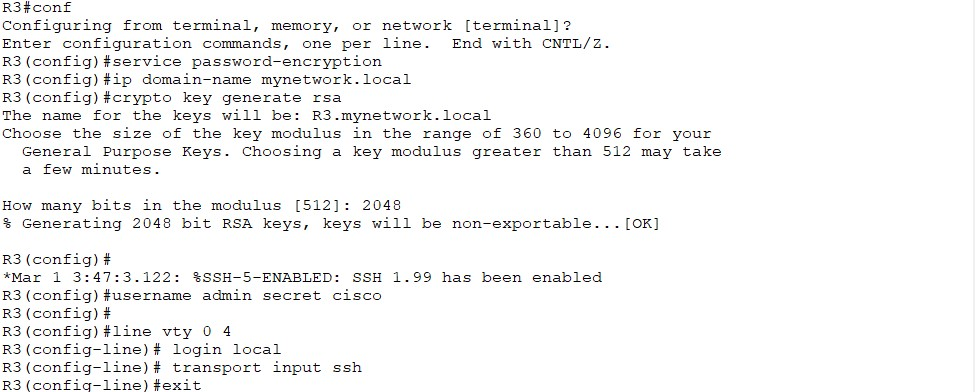 R3#conf
Configuring from terminal, memory, or network [terminal]?
Enter configuration commands, one per line.  End with CNTL/Z.
R3(config)#service password-encryption
R3(config)#ip domain-name mynetwork.local
R3(config)#crypto key generate rsa
The name for the keys will be: R3.mynetwork.local
Choose the size of the key modulus in the range of 360 to 4096 for your
  General Purpose Keys. Choosing a key modulus greater than 512 may take
  a few minutes.

How many bits in the modulus [512]: 2048
% Generating 2048 bit RSA keys, keys will be non-exportable...[OK]

R3(config)#
*Mar 1 3:47:3.122: %SSH-5-ENABLED: SSH 1.99 has been enabled
R3(config)#username admin secret cisco
R3(config)#
R3(config)#line vty 0 4
R3(config-line)# login local
R3(config-line)# transport input ssh
R3(config-line)#exit